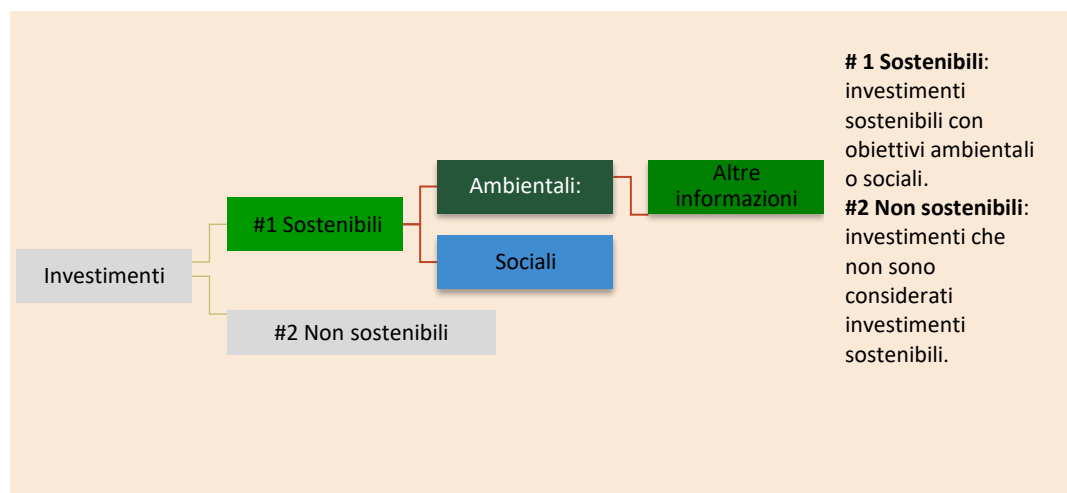 Investimenti
#1 Sostenibili
#2 Non sostenibili
Ambientali:
Sociali
Altre
informazioni
# 1 Sostenibili:
investimenti
sostenibili con
obiettivi ambientali
o sociali.
#2 Non sostenibili:
investimenti che
non sono
considerati
investimenti
sostenibili.